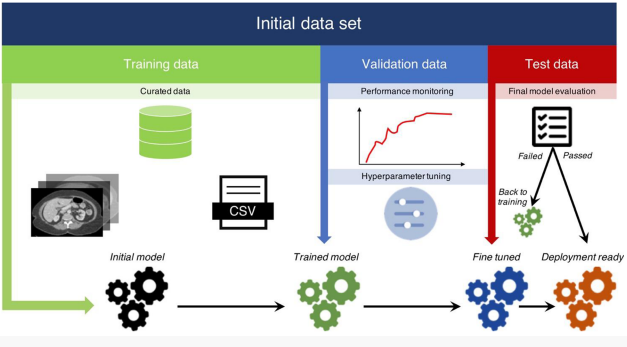 Initial data set
Training data
Validation data
Test data
Curated data
Performance monitoring
Final model evaluation
Failed
Passed
Hyperparameter tuning
Back to
training
CSV
Initial model
Trained model
Fine tuned
Deployment ready